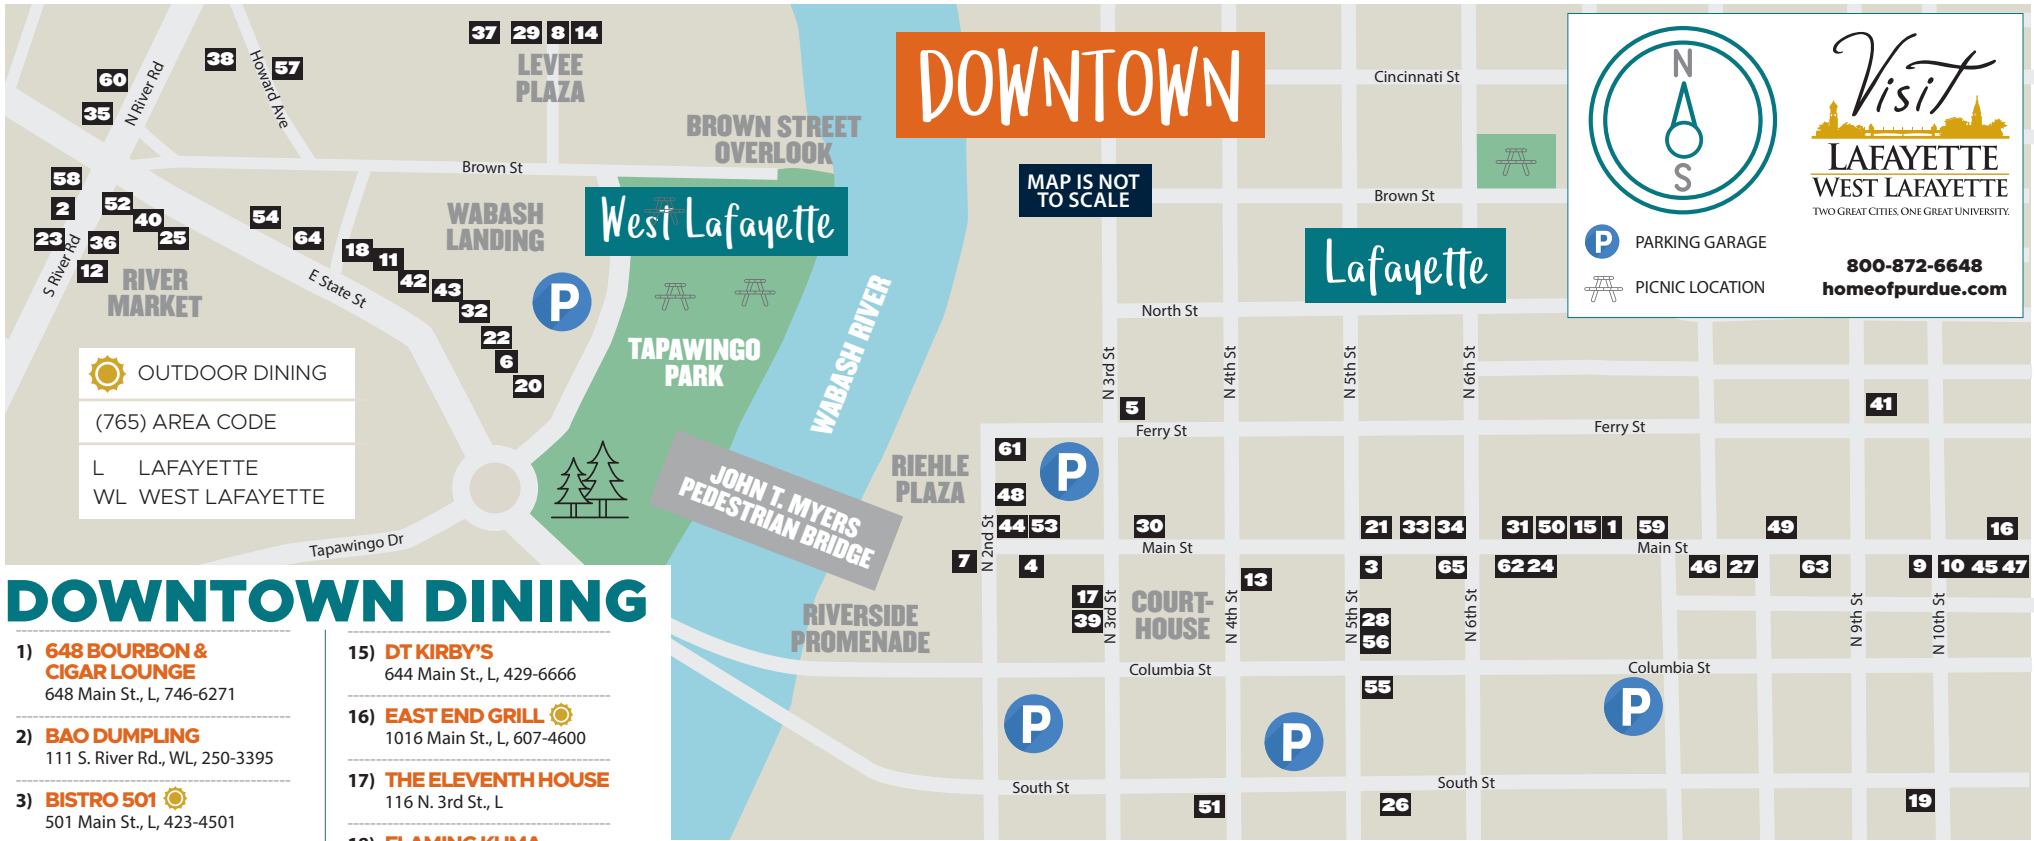 37 29 8 14
LEVEE
PLAZA
38
57
60
35
N River Rd
Howard Ave
BROWN STREET
OVERLOOK
Brown St
58
2
23
52
40
25
36
12
S River Rd
RIVER
MARKET
54
64
18
11
42
43
32
22
6
20
E State St
WABASH
LANDING
P
West Lafayette
TAPAWINGO
PARK
WABASH RIVER
JOHN T. MYERS
PEDESTRIAN BRIDGE
Tapawingo Dr
OUTDOOR DINING
(765) AREA CODE
L LAFAYETTE
WL WEST LAFAYETTE
DOWNTOWN
MAP IS NOT
TO SCALE
Cincinnati St
Brown St
Lafayette
North St
N 3rd St
N 4th St
N 5th St
N 6th St
5
Ferry St
Ferry St
41
61
P
RIEHLE
PLAZA
48
44 53
30
21 33 34
31 50 15 1
59
49
16
N 2nd St
Main St
Main St
7
4
13
3
65
62 24
46 27
63
9
10 45 47
17
39
N 3rd St
COURT-
HOUSE
N 4th St
N 5th St
28
56
N 6th St
N 9th St
N 10th St
RIVERSIDE
PROMENADE
Columbia St
Columbia St
55
P
P
P
South St
South St
51
26
19
N
S
P PARKING GARAGE
PICNIC LOCATION
Visit
LAFAYETTE
WEST LAFAYETTE
TWO GREAT CITIES, ONE GREAT UNIVERSITY.
800-872-6648
homeofpurdue.com
DOWNTOWN DINING
1) 648 BOURBON &
CIGAR LOUNGE
648 Main St., L, 746-6271
2) BAO DUMPLING
111 S. River Rd., WL, 250-3395
3) BISTRO 501
501 Main St., L, 423-4501
15) DT KIRBY'S
644 Main St., L, 429-6666
16) EAST END GRILL
1016 Main St., L, 607-4600
17) THE ELEVENTH HOUSE
116 N. 3rd St., L
18) FLAMING KUMA